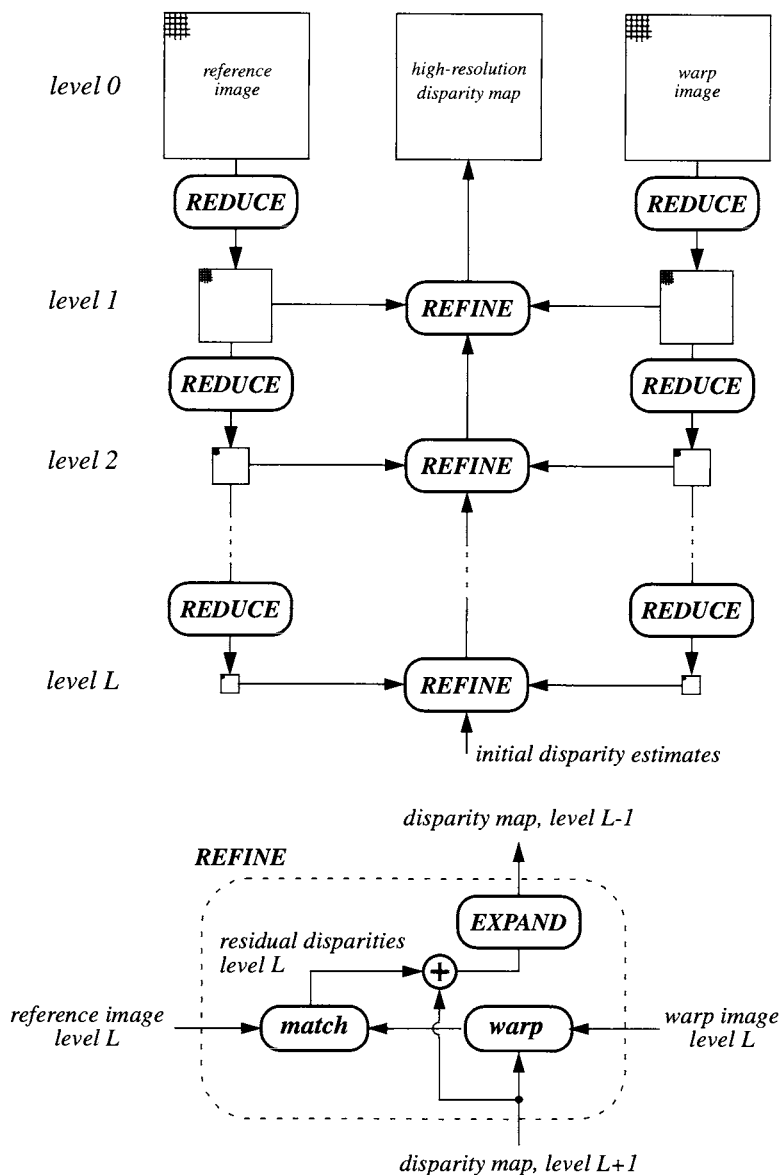 level 0
reference
image
high-resolution
disparity map
warp
image
REDUCE
REDUCE
level 1
REFINE
REDUCE
REDUCE
level 2
REFINE
REDUCE
REDUCE
level L
REFINE
initial disparity estimates
disparity map, level L-1
REFINE
EXPAND
residual disparities
level L
+
reference image
level L
match
warp
warp image
level L
disparity map, level L+1